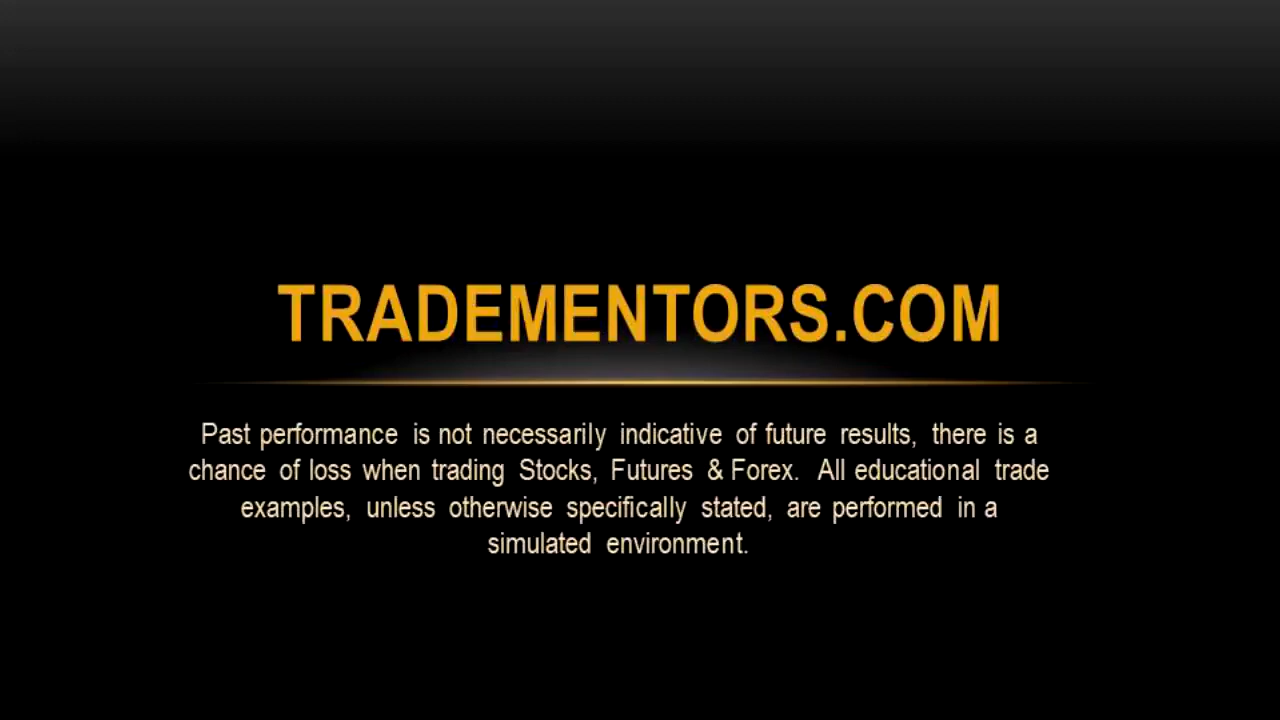 TRADEMENTORS.COM
Past performance is not necessarily indicative of future results, there is a
chance of loss when trading Stocks, Futures & Forex. All educational trade
examples, unless otherwise specifically stated, are performed in a
simulated environment.